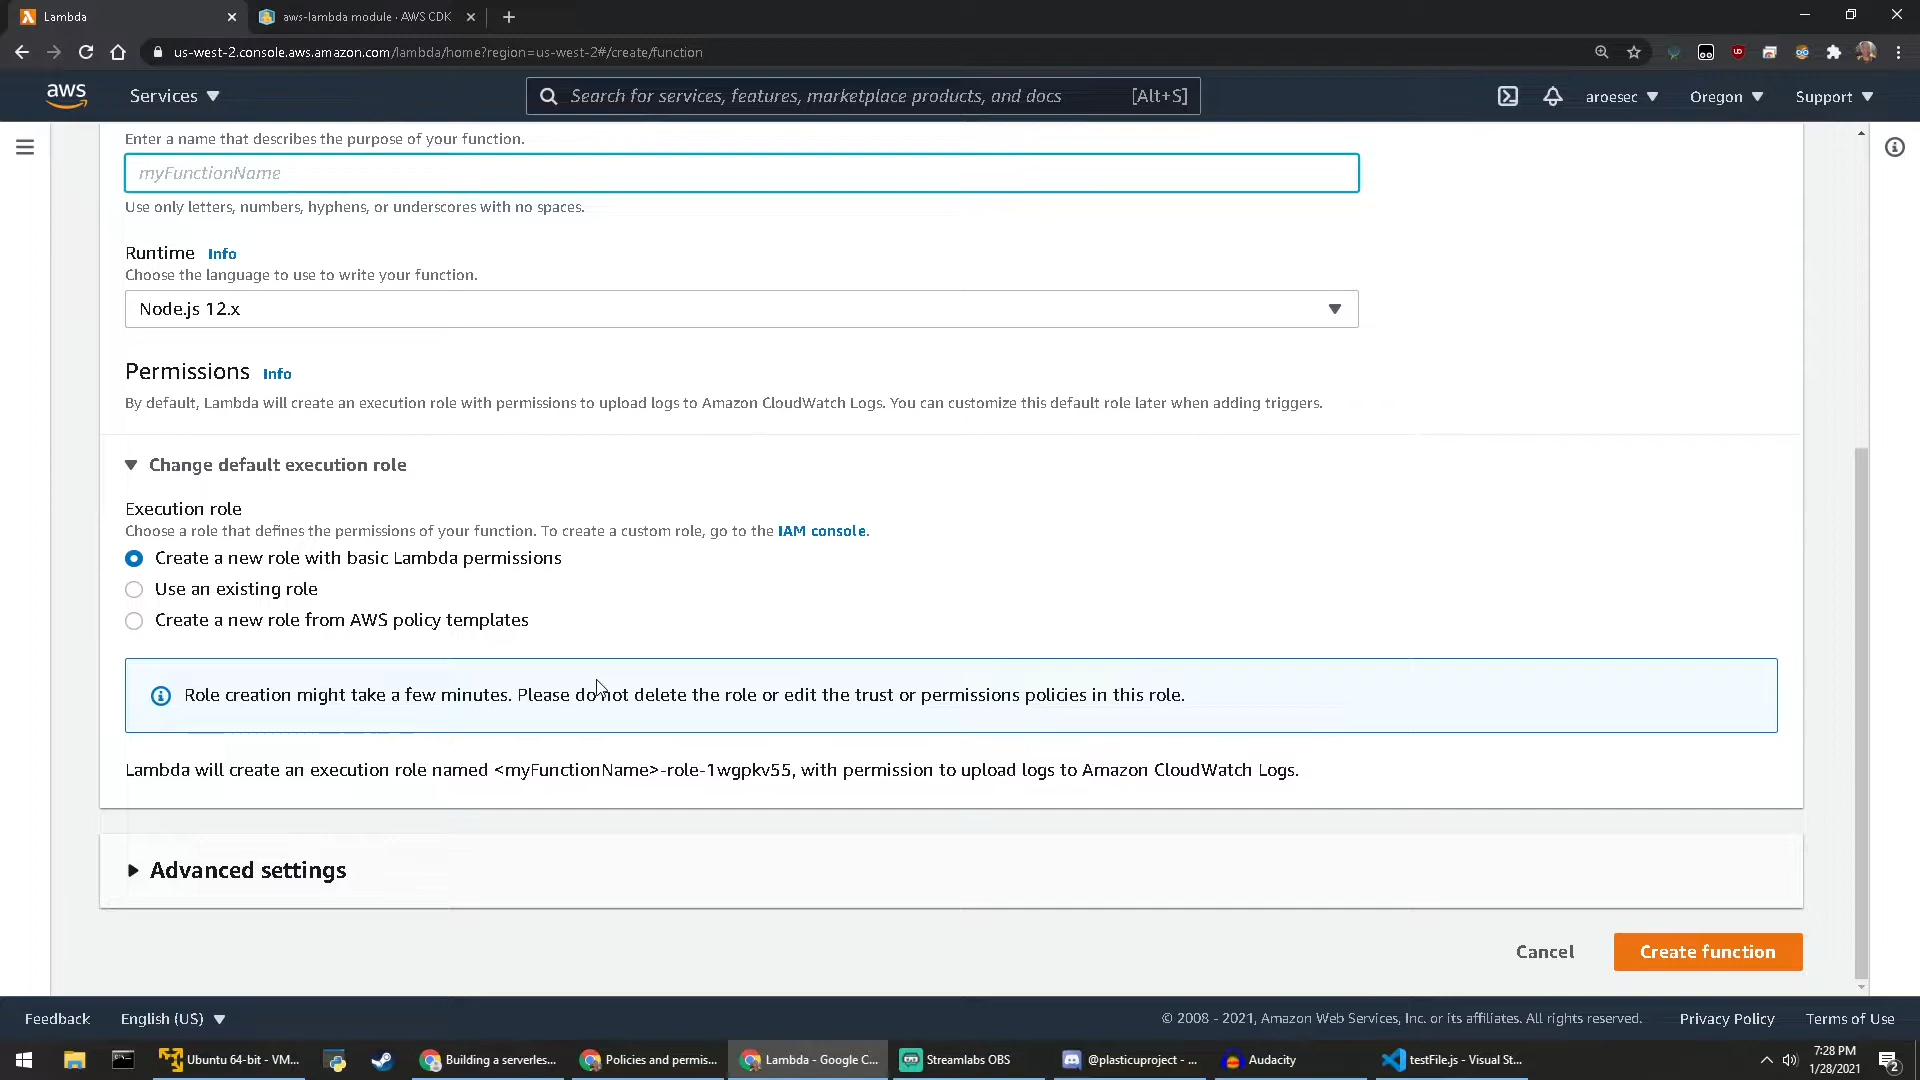 Lambda
aws-lambda module · AWS CDK
us-west-2.console.aws.amazon.com/lambda/home?region=us-west-2#/create/function
aws
Services
Search for services, features, marketplace products, and docs
[Alt+S]
aroesec
Oregon
Support
Enter a name that describes the purpose of your function.
myFunctionName
Use only letters, numbers, hyphens, or underscores with no spaces.
Runtime Info
Choose the language to use to write your function.
Node.js 12.x
Permissions Info
By default, Lambda will create an execution role with permissions to upload logs to Amazon CloudWatch Logs. You can customize this default role later when adding triggers.
Change default execution role
Execution role
Choose a role that defines the permissions of your function. To create a custom role, go to the IAM console.
Create a new role with basic Lambda permissions
Use an existing role
Create a new role from AWS policy templates
Role creation might take a few minutes. Please do not delete the role or edit the trust or permissions policies in this role.
Lambda will create an execution role named <myFunctionName>-role-1wgpkv55, with permission to upload logs to Amazon CloudWatch Logs.
Advanced settings
Cancel
Create function
Feedback
English (US)
© 2008 - 2021, Amazon Web Services, Inc. or its affiliates. All rights reserved.
Privacy Policy
Terms of Use
Ubuntu 64-bit - VM...
Building a serverles...
Policies and permis...
Lambda - Google C...
Streamlabs OBS
@plasticuproject - ...
Audacity
testFile.js - Visual St...
7:28 PM
1/28/2021
2